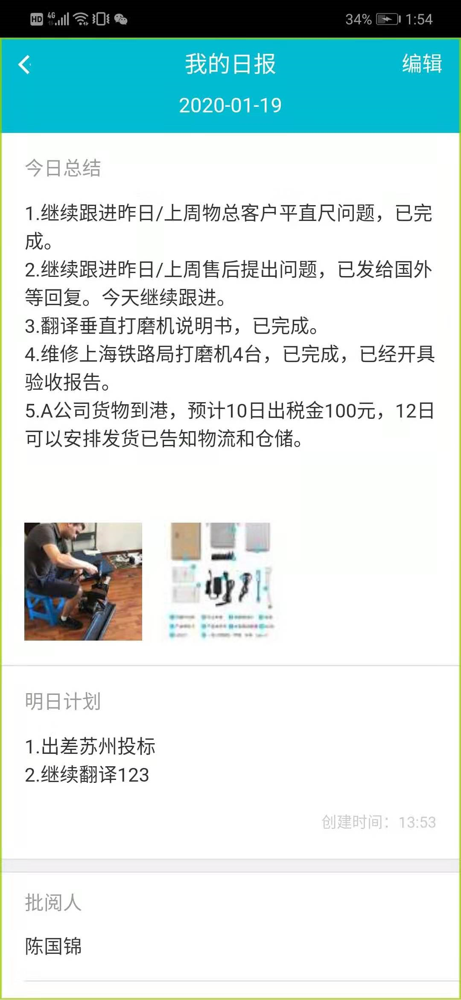 HD 4G 34% 1:54
我的日报 编辑
2020-01-19
今日总结
1.继续跟进昨日/上周物总客户平直尺问题，已完
成。
2.继续跟进昨日/上周售后提出问题，已发给国外
等回复。今天继续跟进。
3.翻译垂直打磨机说明书，已完成。
4.维修上海铁路局打磨机4台，已完成，已经开具
验收报告。
5.A公司货物到港，预计10日出税金100元，12日
可以安排发货已告知物流和仓储。
明日计划
1.出差苏州投标
2.继续翻译123
创建时间：13:53
批阅人
陈国锦